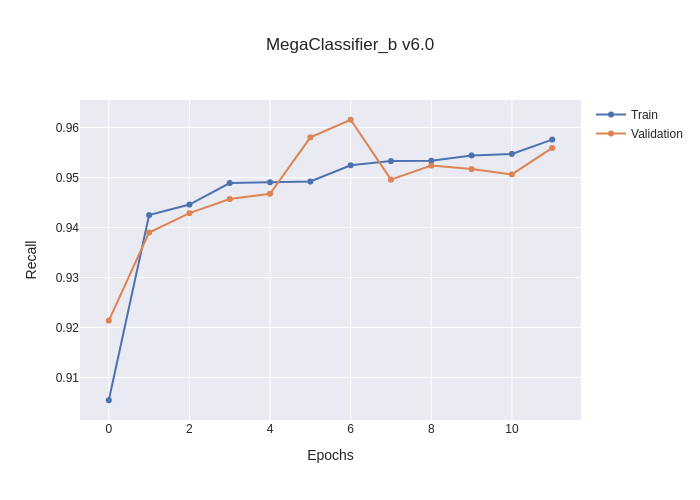 MegaClassifier_b v6.0
Train
Validation
0.96
0.95
0.94
0.93
0.92
0.91
Recall
0 2 4 6 8 10
Epochs